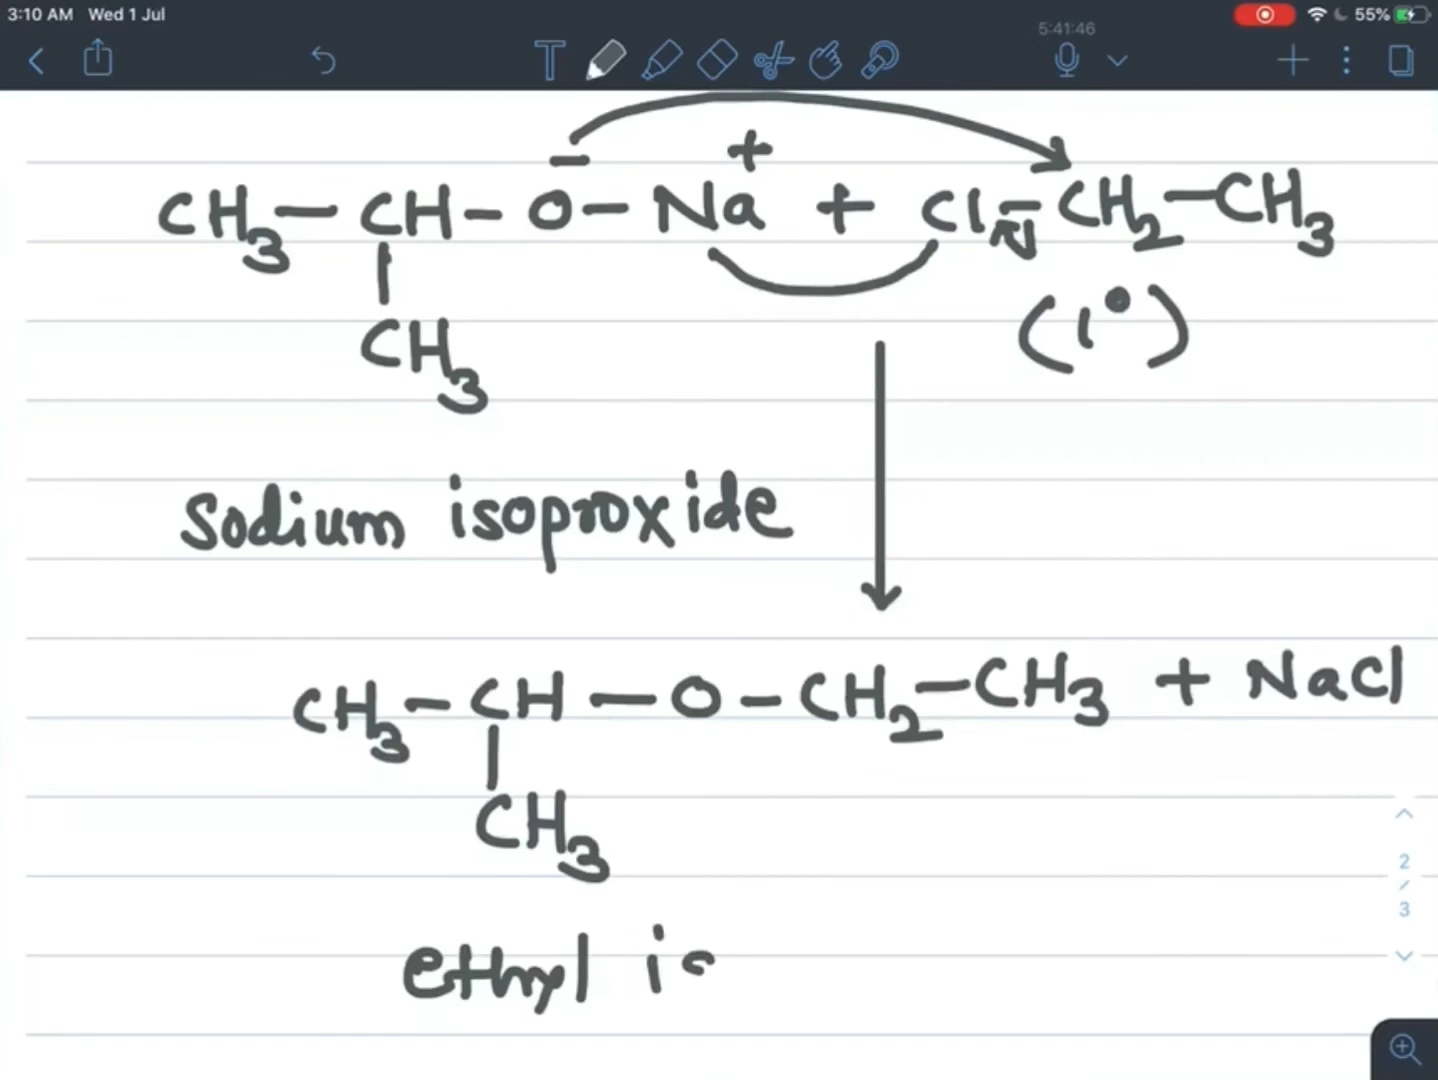 3:10 AM Wed 1 Jul
55%
5:41:46
T
− +
CH₃ — CH - O - Na + Cl - CH₂ - CH₃
|
CH₃
(1°)
Sodium isoproxide
CH₃ - CH — O - CH₂ - CH₃ + NaCl
|
CH₃
2
/
3
ethyl is